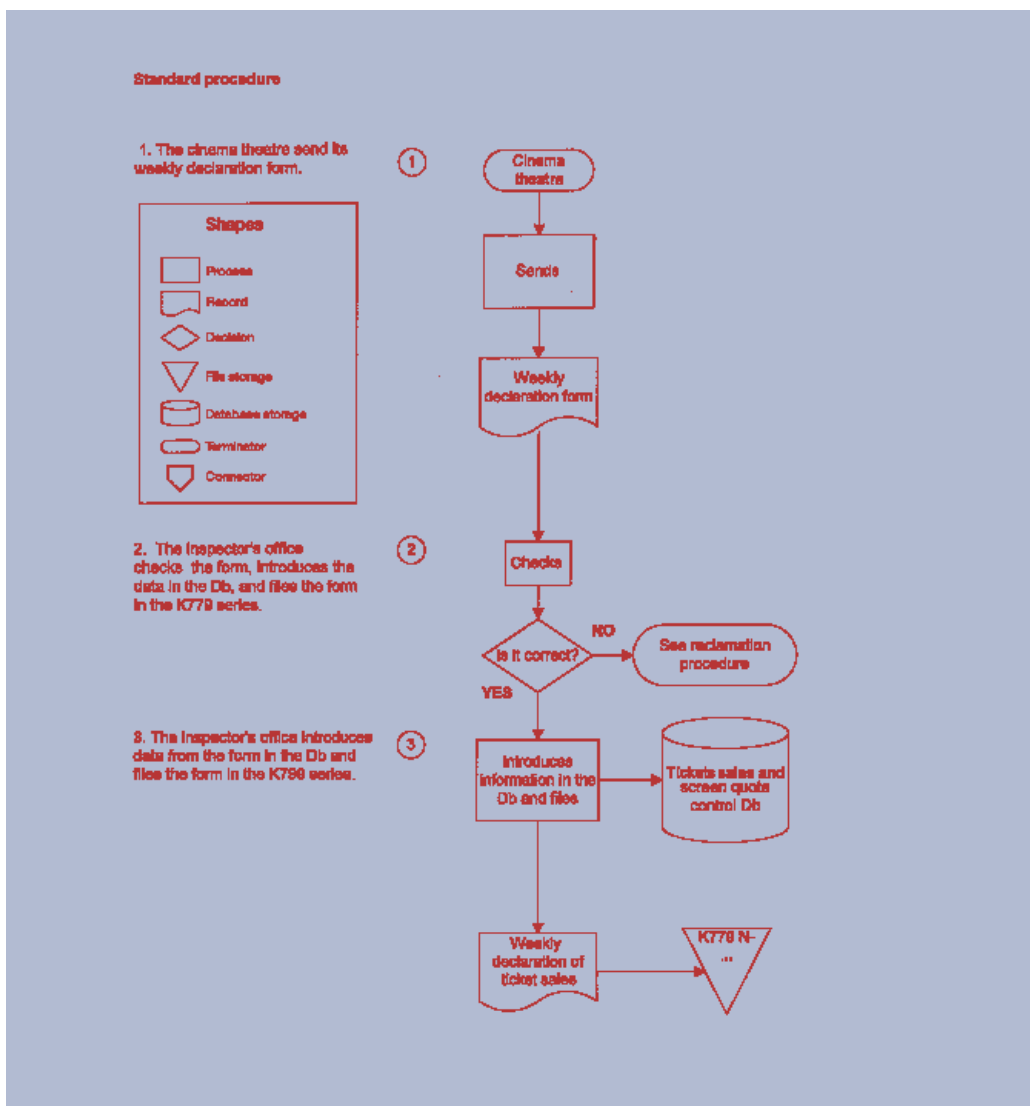 Standard procedure
1. The cinema theatre send its
weekly declaration form.
1
Cinema
theatre
Shapes
Process
Record
Decision
File storage
Database storage
Terminator
Connector
Sends
Weekly
declaration form
2. The Inspector's office
checks the form, introduces the
data in the Db, and files the form
in the K779 series.
2
Checks
Is it correct?
NO
See reclamation
procedure
YES
3. The Inspector's office introduces
data from the form in the Db and
files the form in the K799 series.
3
Introduces
information in the
Db and files
Tickets sales and
screen quote
control Db
Weekly
declaration of
ticket sales
K779 N-
...